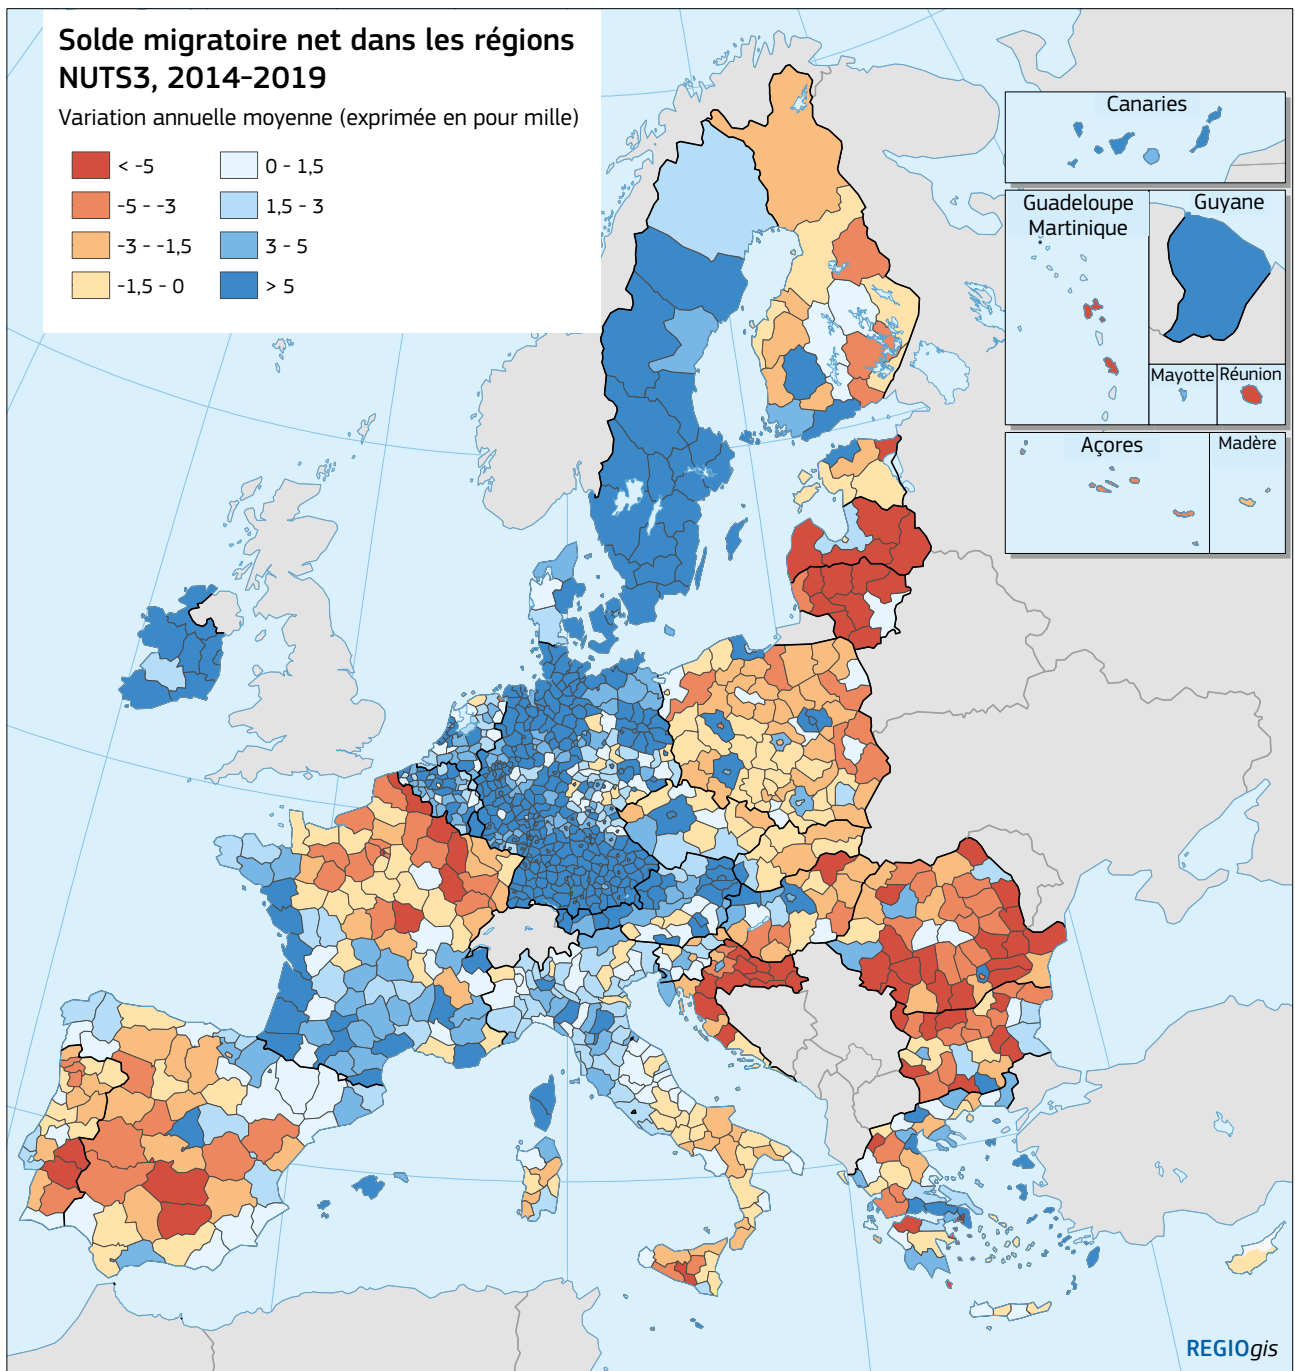 Solde migratoire net dans les régions
NUTS3, 2014-2019
Variation annuelle moyenne (exprimée en pour mille)
< -5
0 - 1,5
-5 - -3
1,5 - 3
-3 - -1,5
3 - 5
-1,5 - 0
> 5
Canaries
Guadeloupe
Martinique
Guyane
Mayotte
Réunion
Açores
Madère
REGIOgis